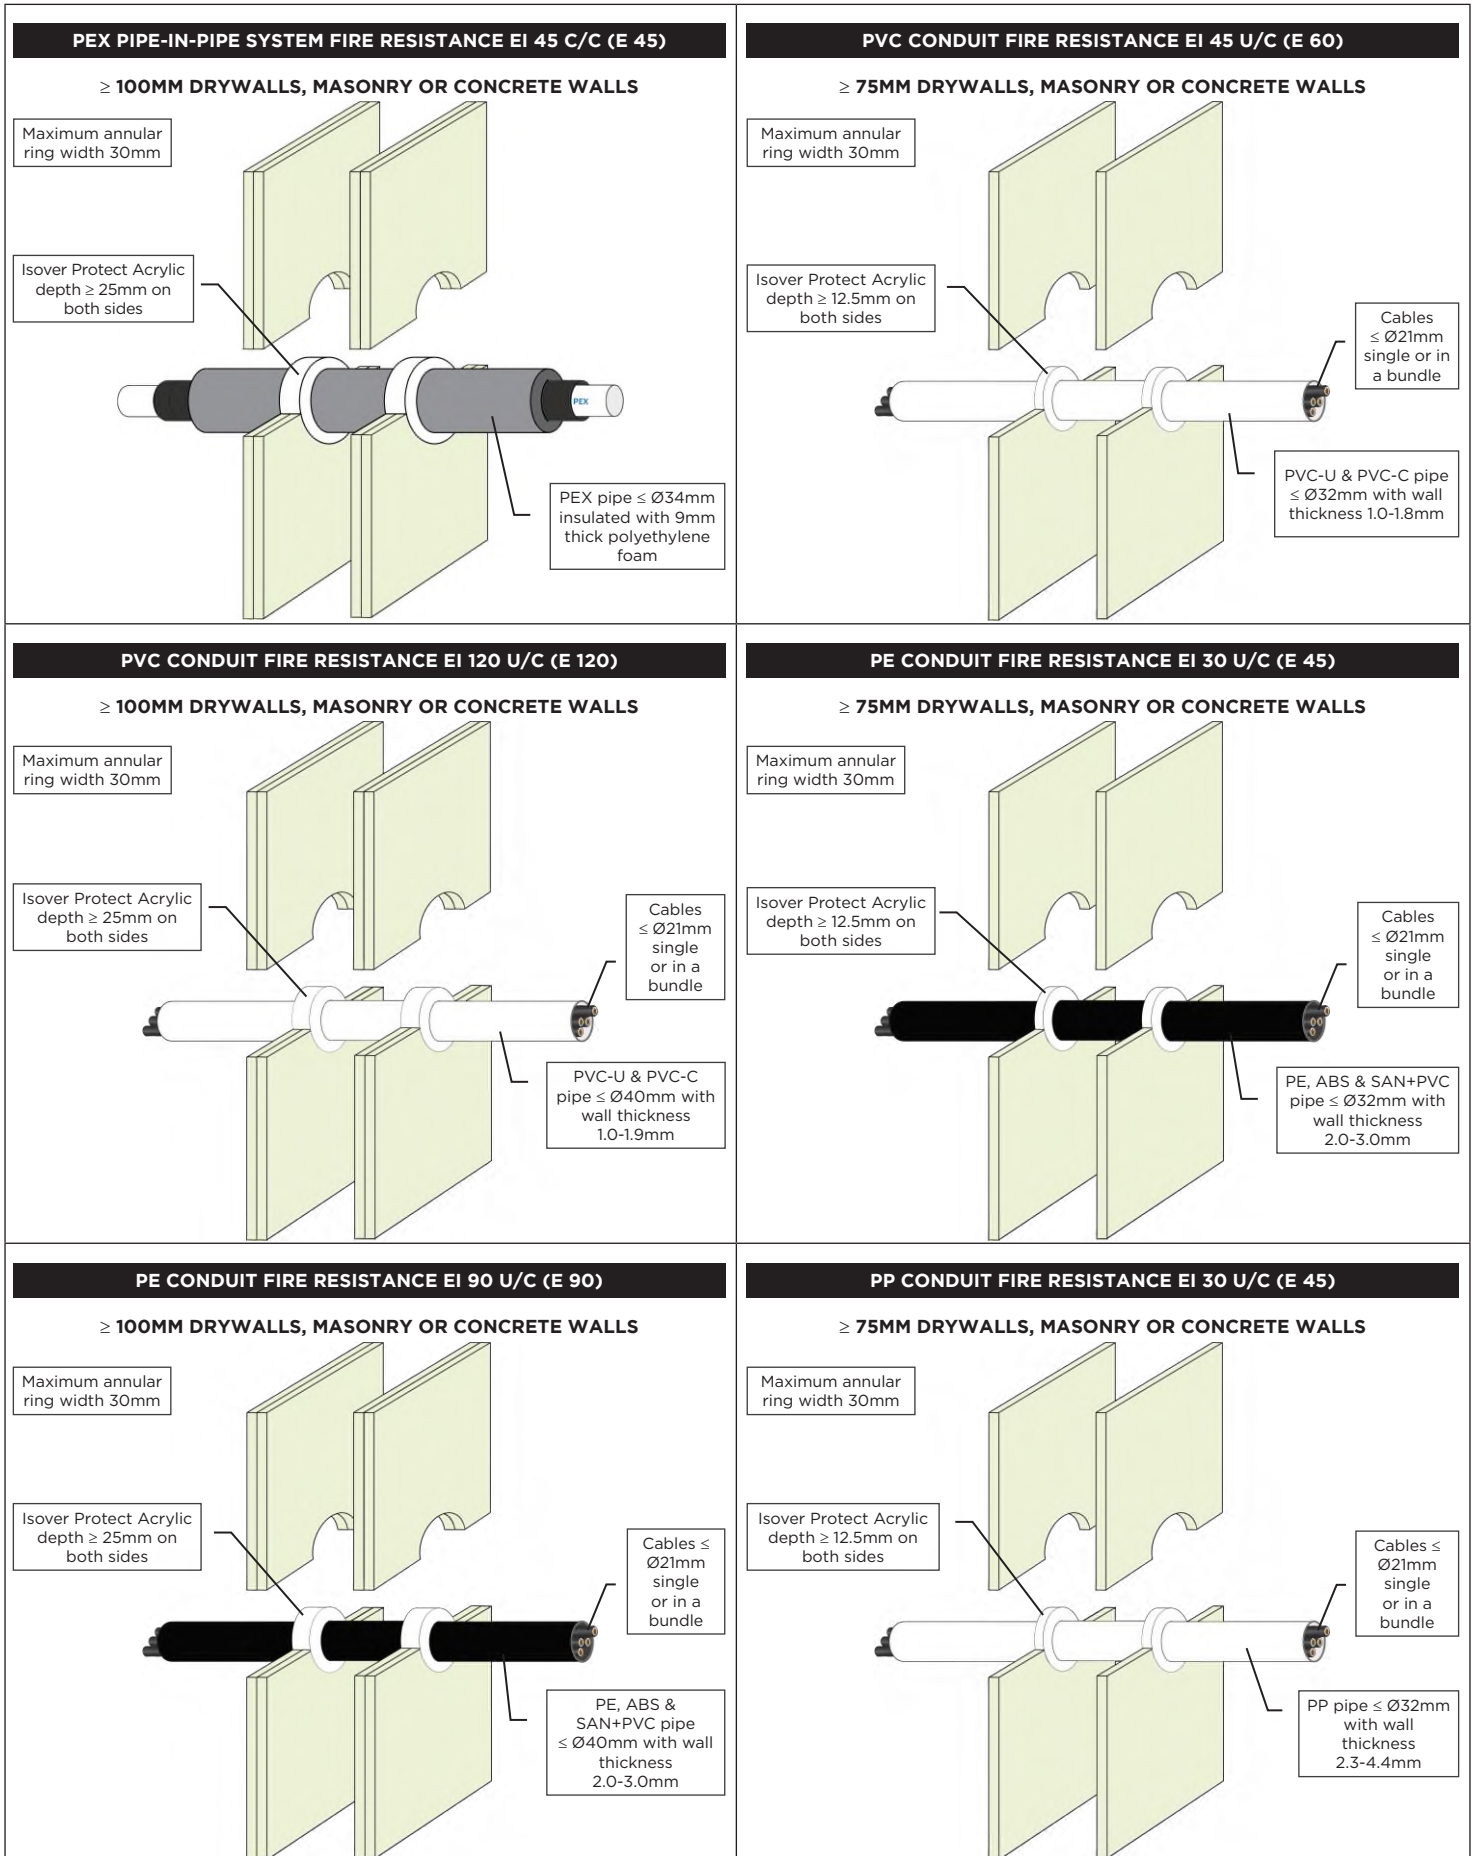 PEX PIPE-IN-PIPE SYSTEM FIRE RESISTANCE EI 45 C/C (E 45)
≥ 100MM DRYWALLS, MASONRY OR CONCRETE WALLS
Maximum annular
ring width 30mm
Isover Protect Acrylic
depth ≥ 25mm on
both sides
PEX
PEX pipe ≤ Ø34mm
insulated with 9mm
thick polyethylene
foam
PVC CONDUIT FIRE RESISTANCE EI 45 U/C (E 60)
≥ 75MM DRYWALLS, MASONRY OR CONCRETE WALLS
Maximum annular
ring width 30mm
Isover Protect Acrylic
depth ≥ 12.5mm on
both sides
Cables
≤ Ø21mm
single or in
a bundle
PVC-U & PVC-C pipe
≤ Ø32mm with wall
thickness 1.0-1.8mm
PVC CONDUIT FIRE RESISTANCE EI 120 U/C (E 120)
≥ 100MM DRYWALLS, MASONRY OR CONCRETE WALLS
Maximum annular
ring width 30mm
Isover Protect Acrylic
depth ≥ 25mm on
both sides
Cables
≤ Ø21mm
single
or in a
bundle
PVC-U & PVC-C
pipe ≤ Ø40mm with
wall thickness
1.0-1.9mm
PE CONDUIT FIRE RESISTANCE EI 30 U/C (E 45)
≥ 75MM DRYWALLS, MASONRY OR CONCRETE WALLS
Maximum annular
ring width 30mm
Isover Protect Acrylic
depth ≥ 12.5mm on
both sides
Cables
≤ Ø21mm
single
or in a
bundle
PE, ABS & SAN+PVC
pipe ≤ Ø32mm with
wall thickness
2.0-3.0mm
PE CONDUIT FIRE RESISTANCE EI 90 U/C (E 90)
≥ 100MM DRYWALLS, MASONRY OR CONCRETE WALLS
Maximum annular
ring width 30mm
Isover Protect Acrylic
depth ≥ 25mm on
both sides
Cables ≤
Ø21mm
single
or in a
bundle
PE, ABS &
SAN+PVC pipe
≤ Ø40mm with wall
thickness
2.0-3.0mm
PP CONDUIT FIRE RESISTANCE EI 30 U/C (E 45)
≥ 75MM DRYWALLS, MASONRY OR CONCRETE WALLS
Maximum annular
ring width 30mm
Isover Protect Acrylic
depth ≥ 12.5mm on
both sides
Cables ≤
Ø21mm
single
or in a
bundle
PP pipe ≤ Ø32mm
with wall
thickness
2.3-4.4mm